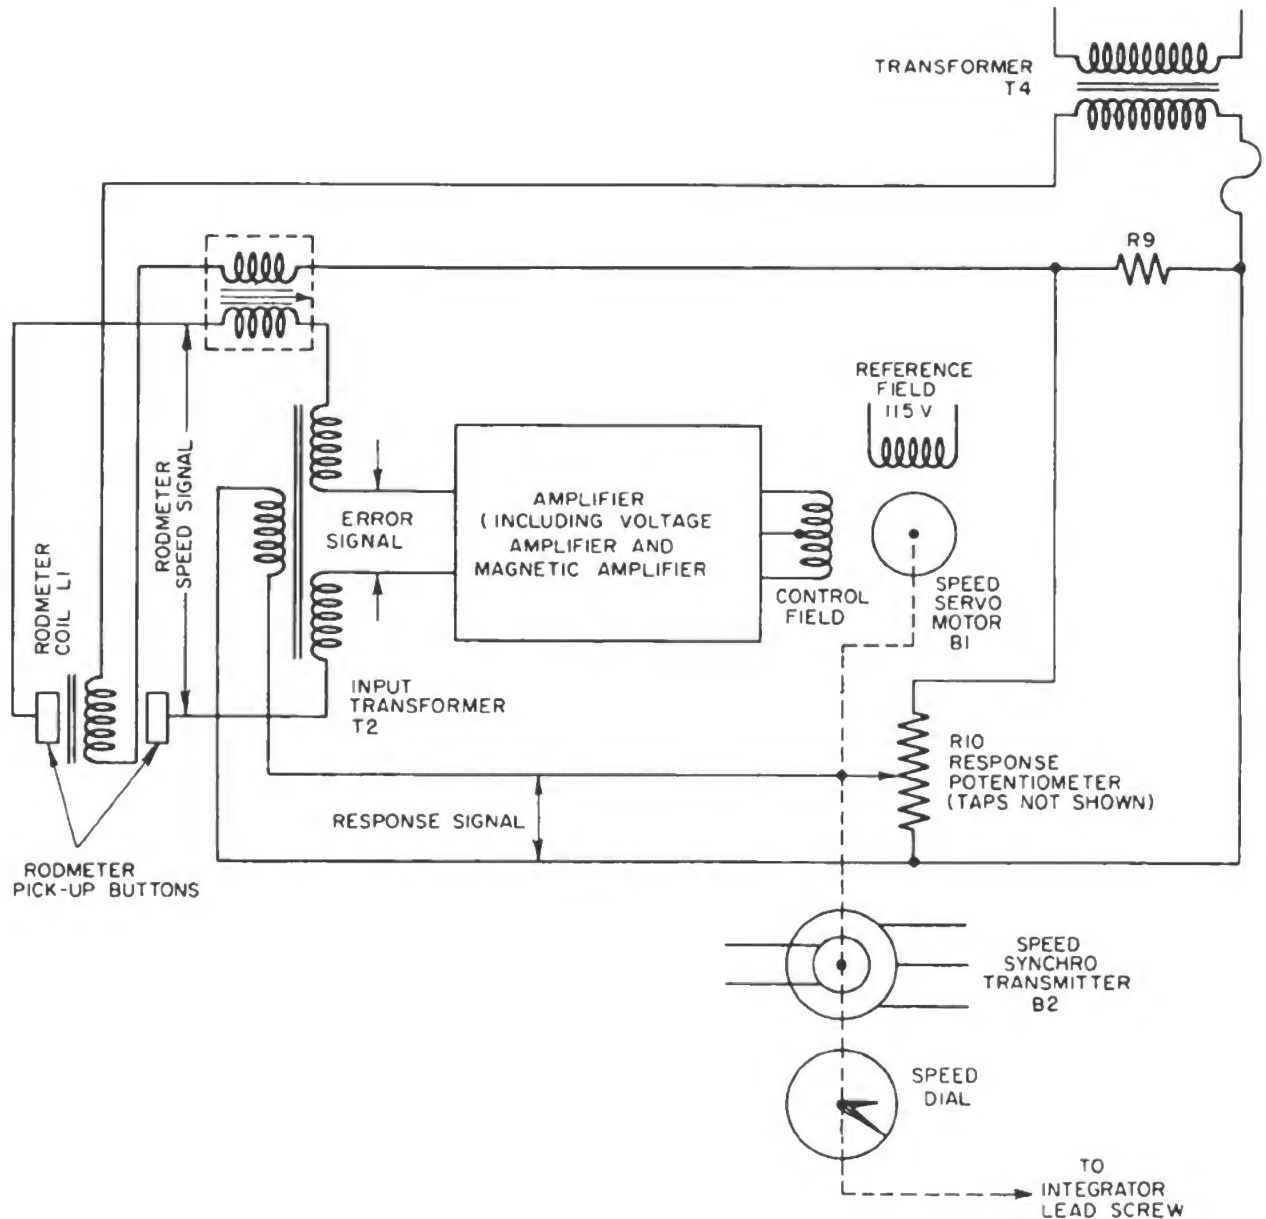 TRANSFORMER
T4
R9
REFERENCE
FIELD
115 V
RODMETER
COIL L1
RODMETER
SPEED SIGNAL
ERROR
SIGNAL
AMPLIFIER
(INCLUDING VOLTAGE
AMPLIFIER AND
MAGNETIC AMPLIFIER
CONTROL
FIELD
SPEED
SERVO
MOTOR
B1
INPUT
TRANSFORMER
T2
R10
RESPONSE
POTENTIOMETER
(TAPS NOT SHOWN)
RESPONSE SIGNAL
RODMETER
PICK-UP BUTTONS
SPEED
SYNCHRO
TRANSMITTER
B2
SPEED
DIAL
TO
INTEGRATOR
LEAD SCREW